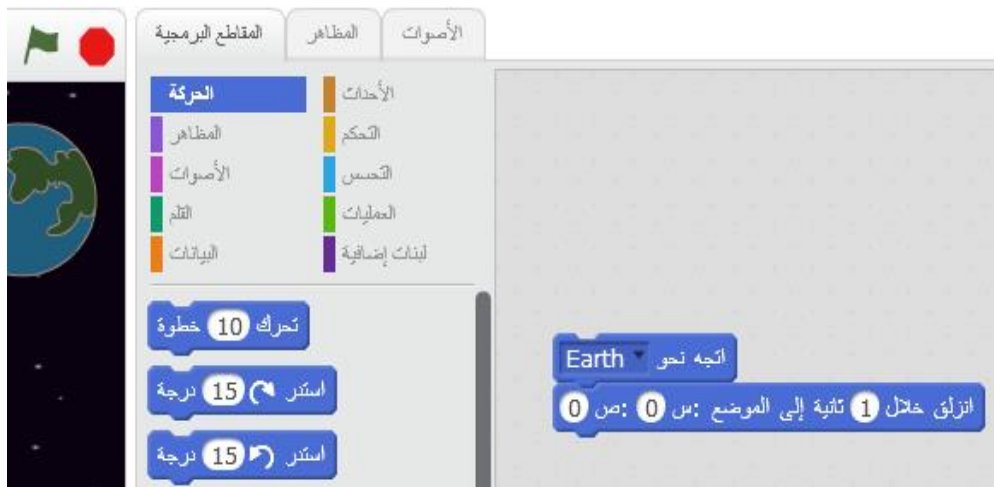 المقاطع البرمجية
المظاهر
الأصوات
الحركة
الأحداث
المظاهر
التحكم
الأصوات
التحسس
القلم
العمليات
البيانات
لبنات إضافية
تحرك 10 خطوة
استدر 15 درجة
استدر 15 درجة
اتجه نحو Earth
انزلق خلال 1 ثانية إلى الموضع :س 0 :ص 0